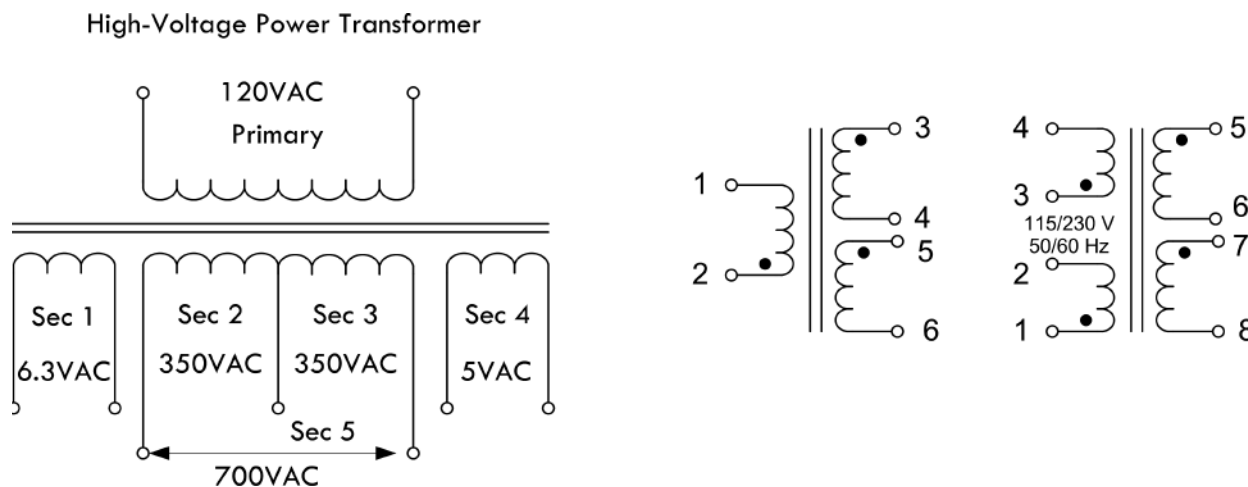 High-Voltage Power Transformer
120VAC
Primary
Sec 1
6.3VAC
Sec 2
350VAC
Sec 3
350VAC
Sec 4
5VAC
Sec 5
700VAC
1
2
3
4
5
6
4
3
115/230 V
50/60 Hz
2
1
5
6
7
8